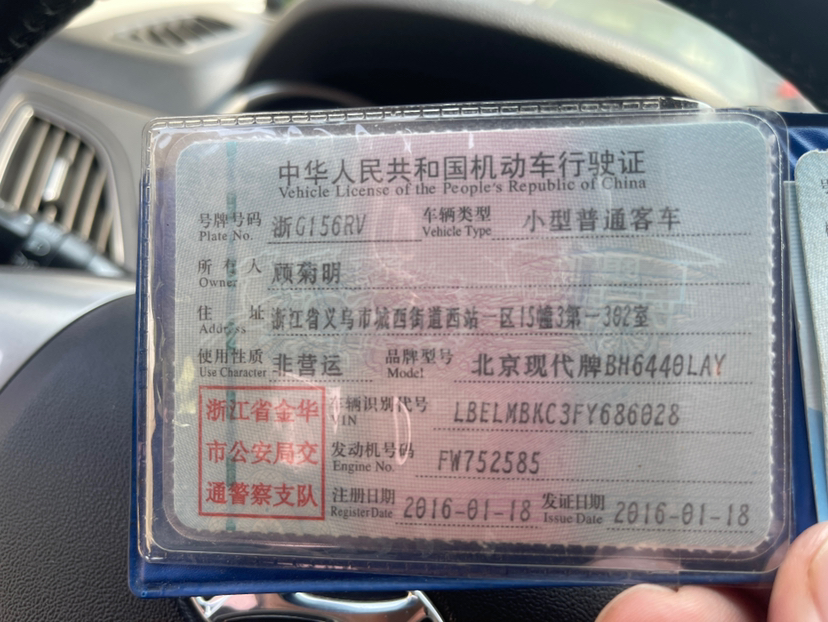 中华人民共和国机动车行驶证
Vehicle License of the People's Republic of China
号牌号码 浙G156RV 车辆类型 小型普通客车
Plate No. Vehicle Type
所有人 顾菊明
Owner
住址 浙江省义乌市城西街道西站一区15幢3第一302室
Address
使用性质 非营运 品牌型号 北京现代牌BH6440LAY
Use Character Model
浙江省金华 车辆识别代号 LBELMBKC3FY686028
VIN
市公安局交 发动机号码 FW752585
Engine No.
通警察支队 注册日期 2016-01-18 发证日期 2016-01-18
Register Date Issue Date